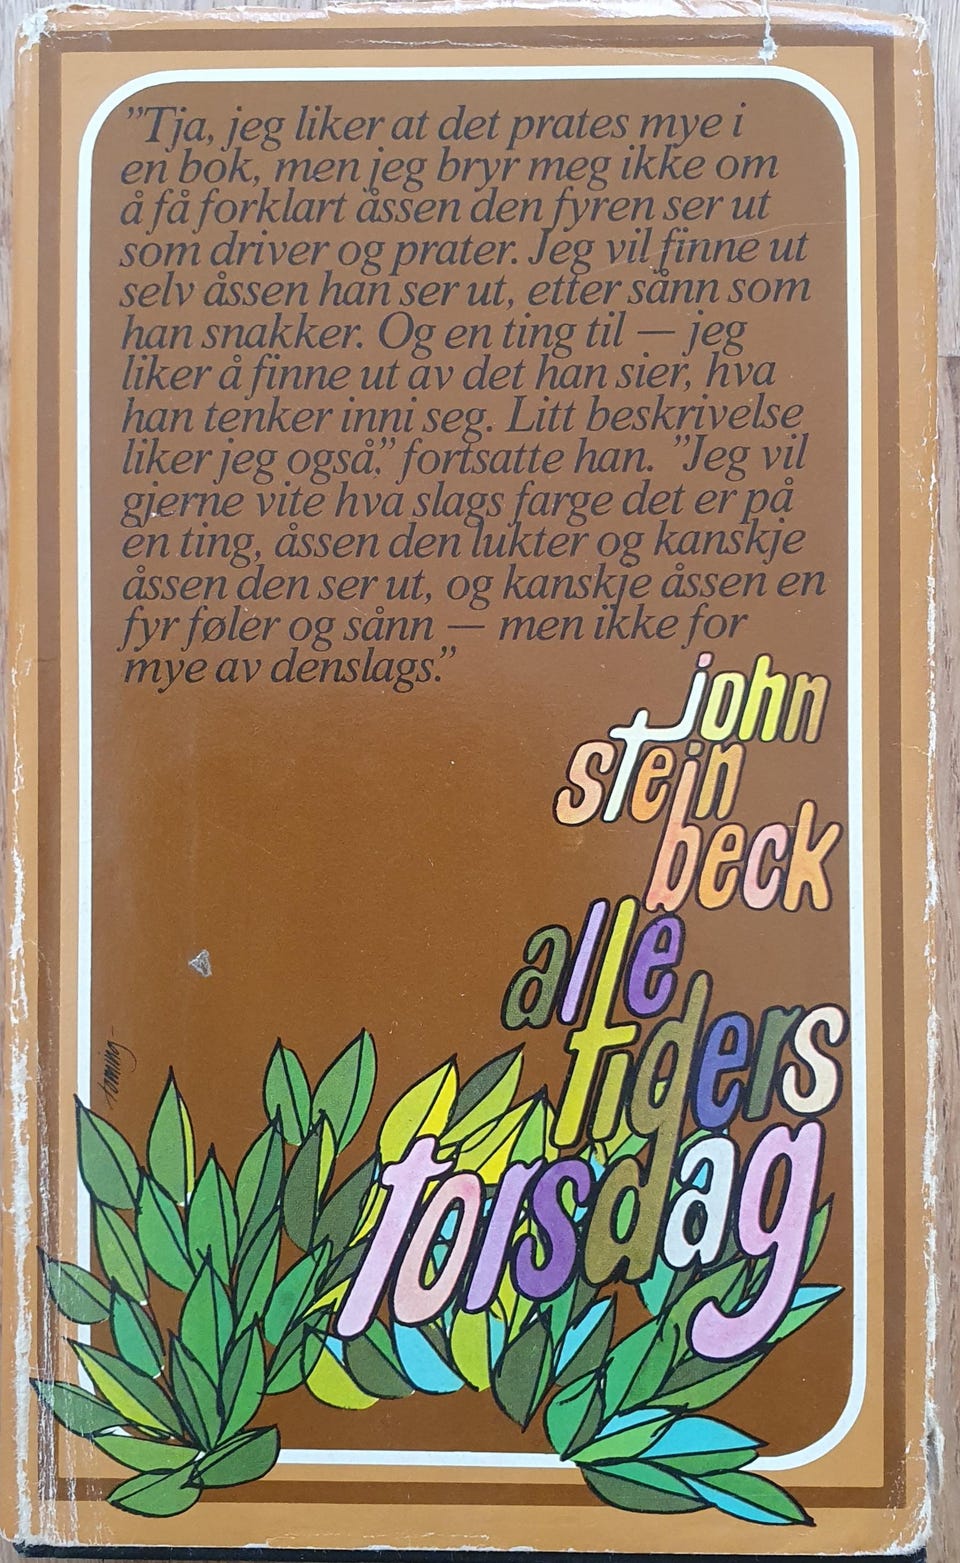 ”Tja, jeg liker at det prates mye i
en bok, men jeg bryr meg ikke om
å få forklart åssen den fyren ser ut
som driver og prater. Jeg vil finne ut
selv åssen han ser ut, etter sånn som
han snakker. Og en ting til — jeg
liker å finne ut av det han sier, hva
han tenker inni seg. Litt beskrivelse
liker jeg også,” fortsatte han. ”Jeg vil
gjerne vite hva slags farge det er på
en ting, åssen den lukter og kanskje
åssen den ser ut, og kanskje åssen en
fyr føler og sånn — men ikke for
mye av denslags.”
john
stein
beck
alle
tiders
torsdag
toming